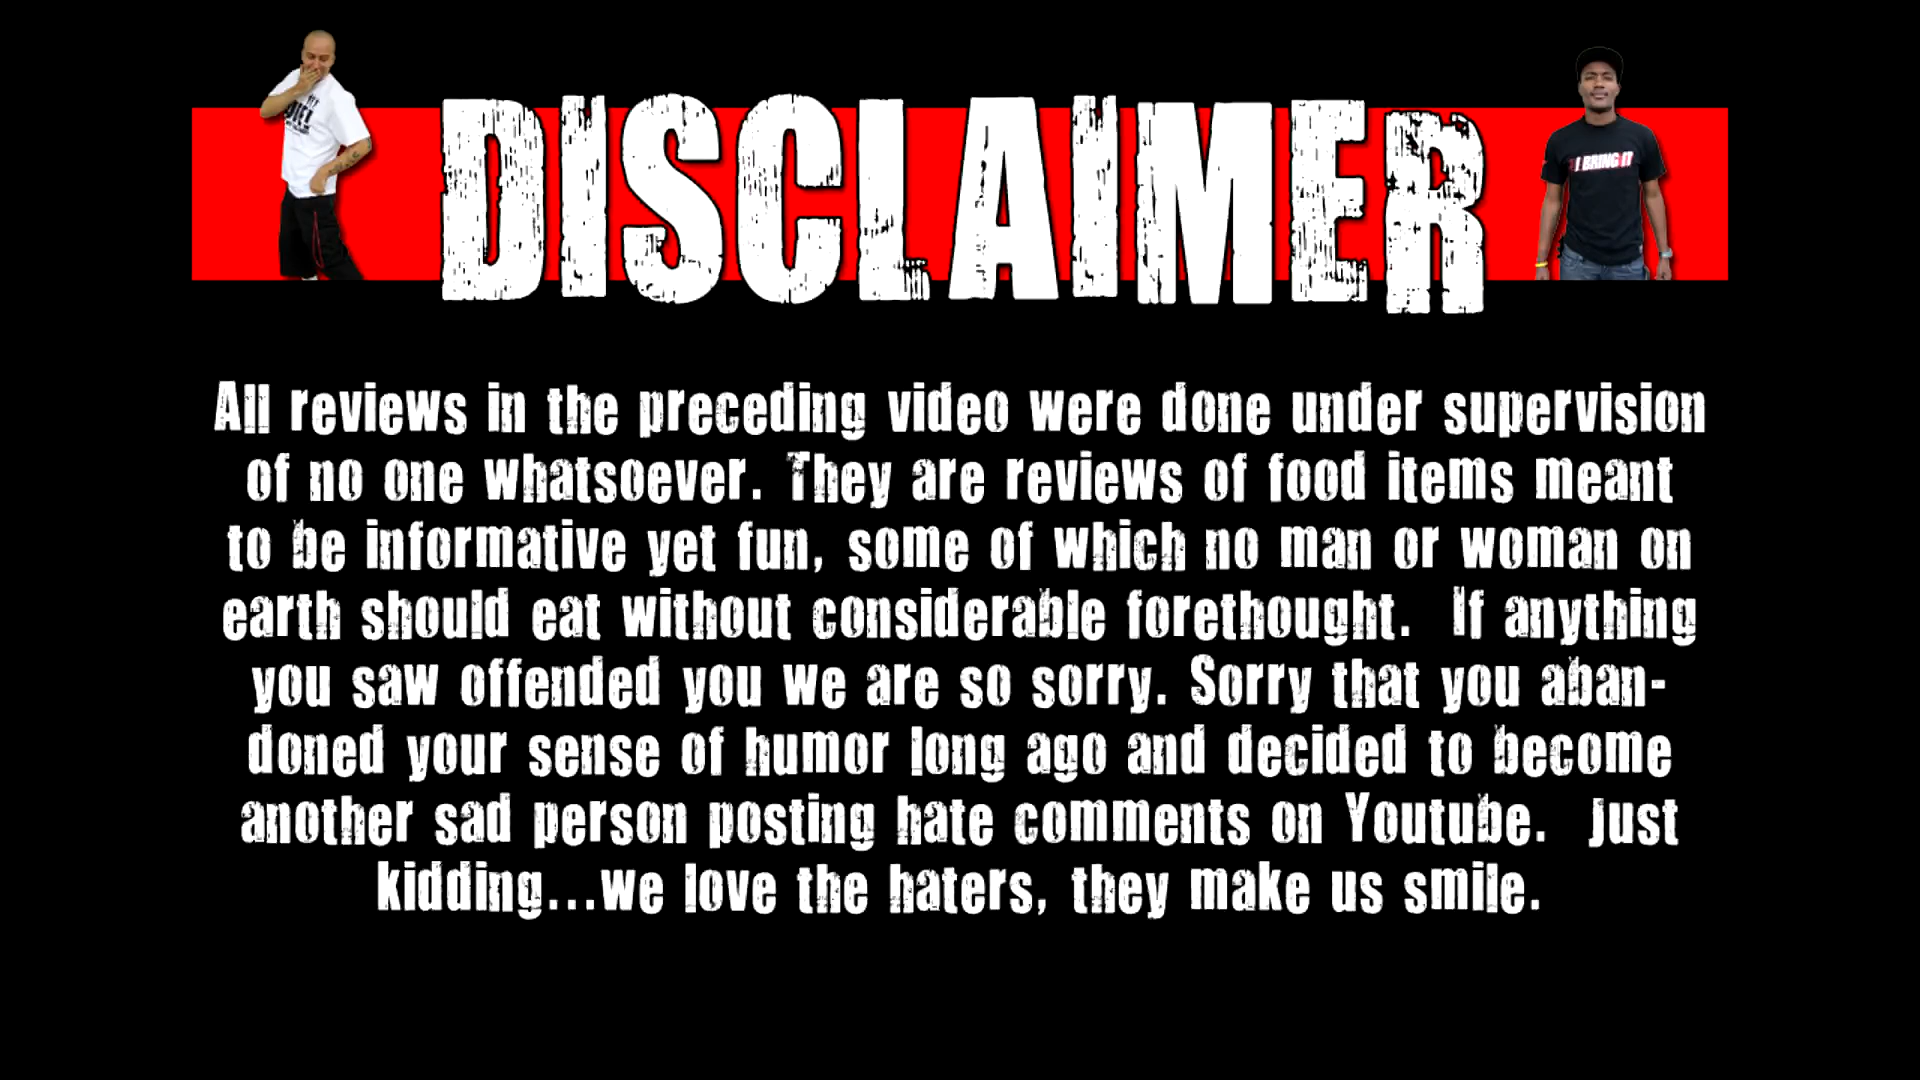 DISCLAIMER
DIET
I BRING IT
All reviews in the preceding video were done under supervision
of no one whatsoever. They are reviews of food items meant
to be informative yet fun, some of which no man or woman on
earth should eat without considerable forethought. If anything
you saw offended you we are so sorry. Sorry that you aban-
doned your sense of humor long ago and decided to become
another sad person posting hate comments on Youtube. Just
kidding...we love the haters, they make us smile.